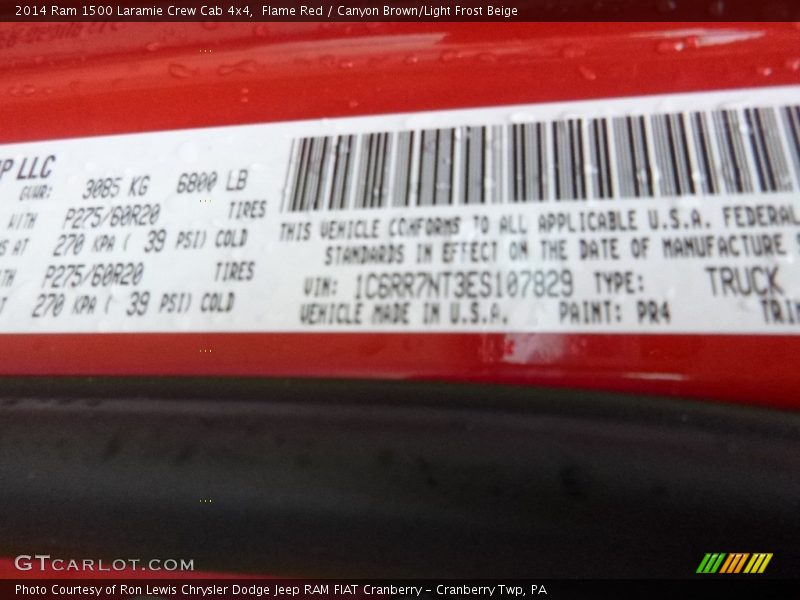 2014 Ram 1500 Laramie Crew Cab 4x4, Flame Red / Canyon Brown/Light Frost Beige
LLC
GVWR: 3085 KG 6800 LB
WITH P275/60R20 TIRES
AT 270 KPA ( 39 PSI) COLD
P275/60R20 TIRES
270 KPA ( 39 PSI) COLD
THIS VEHICLE CONFORMS TO ALL APPLICABLE U.S.A. FEDERAL
STANDARDS IN EFFECT ON THE DATE OF MANUFACTURE
VIN: 1C6RR7NT3ES107829 TYPE: TRUCK
VEHICLE MADE IN U.S.A. PAINT: PR4
GTCARLOT.COM
Photo Courtesy of Ron Lewis Chrysler Dodge Jeep RAM FIAT Cranberry - Cranberry Twp, PA